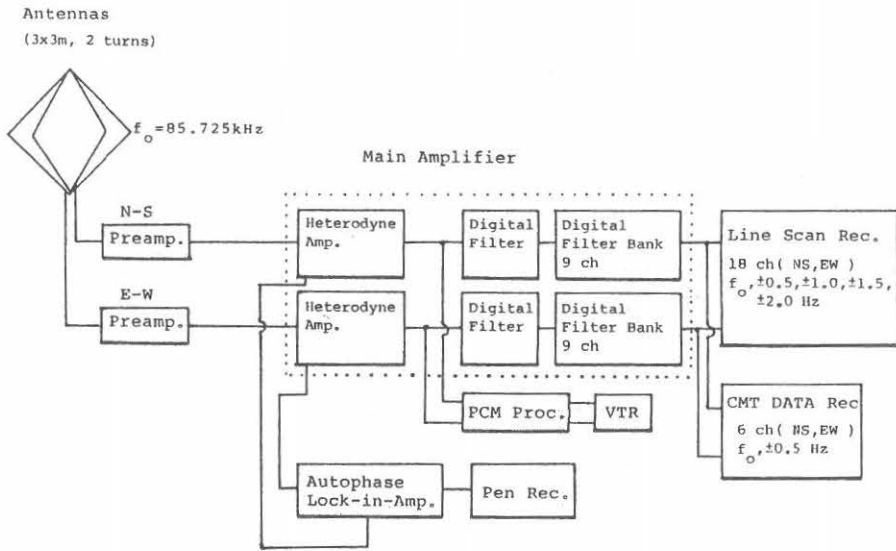 Antennas
(3x3m, 2 turns)
fo=85.725kHz
Main Amplifier
N-S
Preamp.
E-W
Preamp.
Heterodyne
Amp.
Digital
Filter
Digital
Filter Bank
9 ch
Heterodyne
Amp.
Digital
Filter
Digital
Filter Bank
9 ch
Line Scan Rec.
18 ch( NS,EW )
fo,±0.5,±1.0,±1.5,
±2.0 Hz
PCM Proc.
VTR
CMT DATA Rec
6 ch( NS,EW )
fo,±0.5 Hz
Autophase
Lock-in-Amp.
Pen Rec.